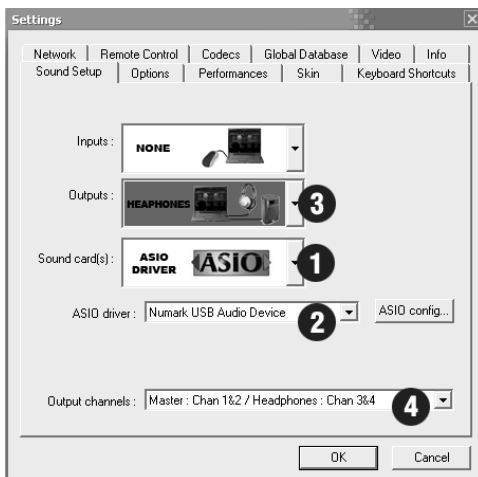 Settings
Network Remote Control Codecs Global Database Video Info
Sound Setup Options Performances Skin Keyboard Shortcuts
Inputs : NONE
Outputs : HEAPHONES 3
Sound card(s) : ASIO DRIVER ASIO 1
ASIO driver : Numark USB Audio Device 2 ASIO config...
Output channels : Master : Chan 1&2 / Headphones : Chan 3&4 4
OK Cancel